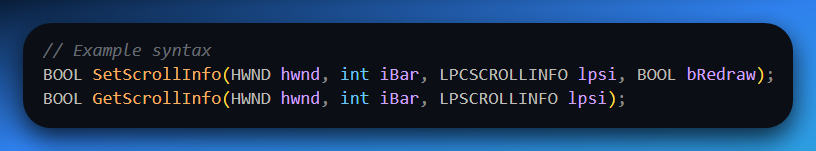 // Example syntax
BOOL SetScrollInfo(HWND hwnd, int iBar, LPCSCROLLINFO lpsi, BOOL bRedraw);
BOOL GetScrollInfo(HWND hwnd, int iBar, LPSCROLLINFO lpsi);